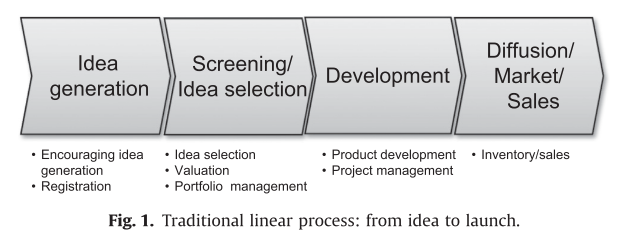 Idea
generation
Screening/
Idea selection
Development
Diffusion/
Market/
Sales
• Encouraging idea
generation
• Registration
• Idea selection
• Valuation
• Portfolio management
• Product development
• Project management
• Inventory/sales
Fig. 1. Traditional linear process: from idea to launch.